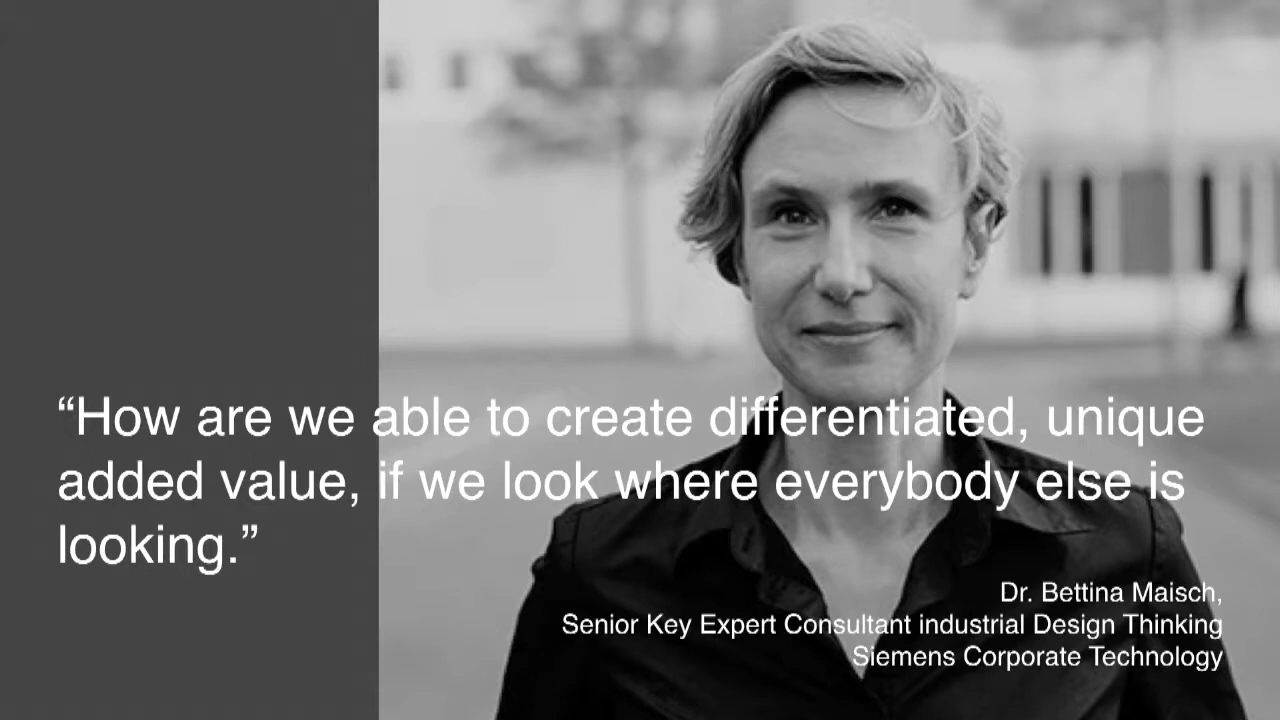 “How are we able to create differentiated, unique
added value, if we look where everybody else is
looking.”
Dr. Bettina Maisch,
Senior Key Expert Consultant industrial Design Thinking
Siemens Corporate Technology